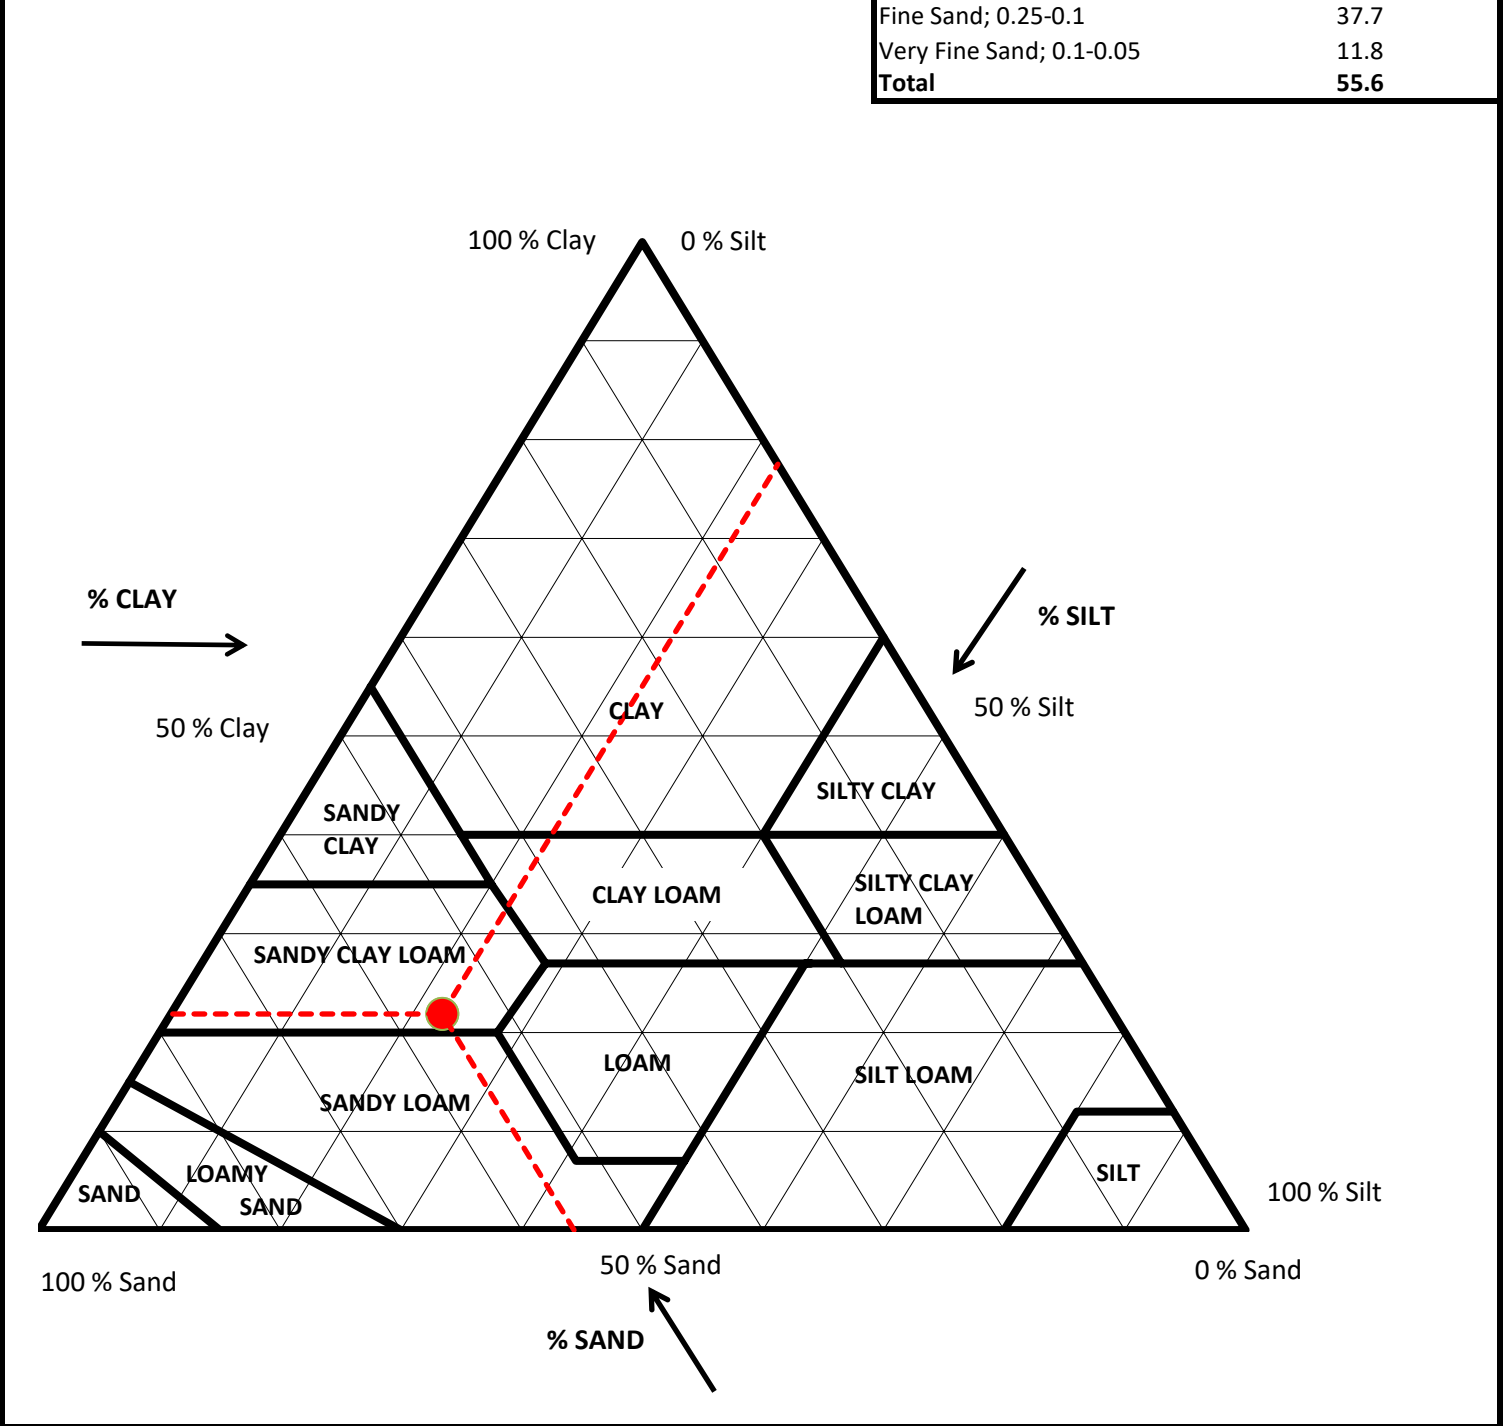 Fine Sand; 0.25-0.1 37.7
Very Fine Sand; 0.1-0.05 11.8
Total 55.6
100 % Clay 0 % Silt
% CLAY
% SILT
50 % Silt
CLAY
50 % Clay
SILTY CLAY
SANDY
CLAY
CLAY LOAM
SILTY CLAY
LOAM
SANDY CLAY LOAM
LOAM
SILT LOAM
SANDY LOAM
LOAMY
SAND
SAND
SILT
100 % Silt
50 % Sand
100 % Sand
0 % Sand
% SAND